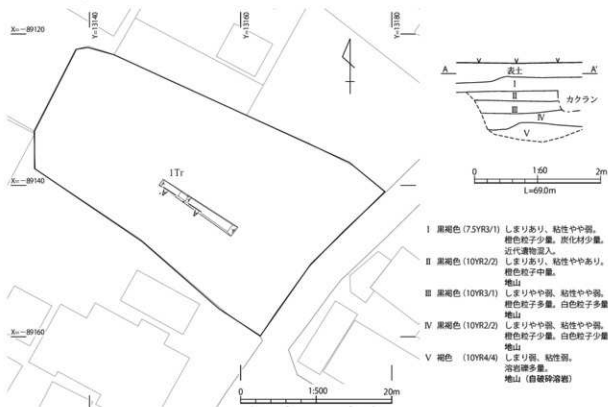 Y=13140
Y=13160
Y=13180
X=-89120
X=-89140
X=-89160
1Tr
A
A'
0
1:500
20m
A
A'
表土
I
II
III
IV
V
カクラン
0
1:60
2m
L=69.0m
I 黒褐色 (7.5YR3/1) しまりあり、粘性やや弱。
橙色粒子少量。炭化材少量。
近代遺物混入。
II 黒褐色 (10YR2/2) しまりあり、粘性ややあり。
橙色粒子中量。
地山
III 黒褐色 (10YR3/1) しまりやや弱、粘性やや弱。
橙色粒子多量。白色粒子多量
地山
IV 黒褐色 (10YR2/2) しまりやや弱、粘性やや弱。
橙色粒子少量。白色粒子少量
地山
V 褐色 (10YR4/4) しまり弱、粘性弱。
溶岩礫多量。
地山（自破砕溶岩）